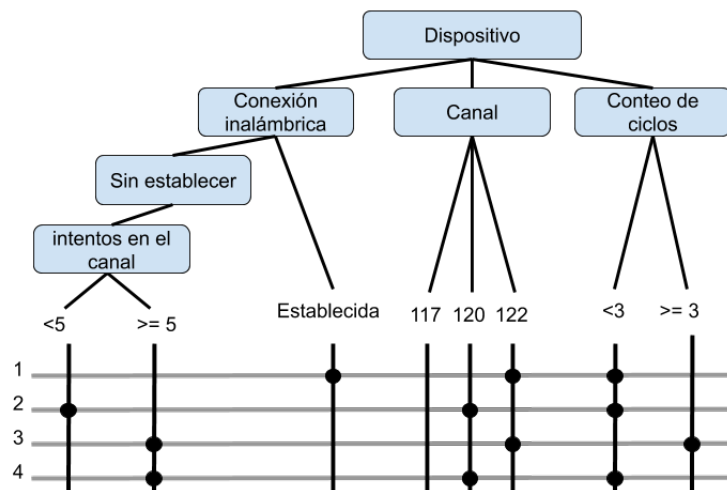 Dispositivo
Conexión
inalámbrica
Canal
Conteo de
ciclos
Sin establecer
intentos en el
canal
<5
>= 5
Establecida
117
120
122
<3
>= 3
1
2
3
4